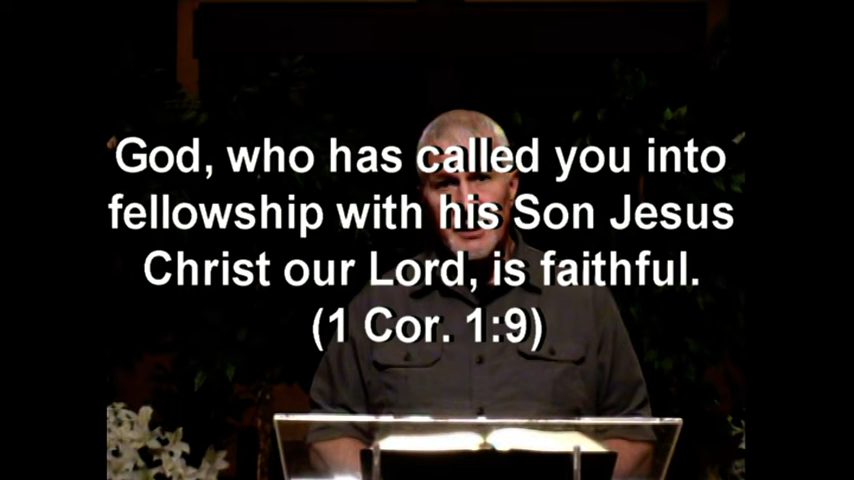 God, who has called you into
fellowship with his Son Jesus
Christ our Lord, is faithful.
(1 Cor. 1:9)